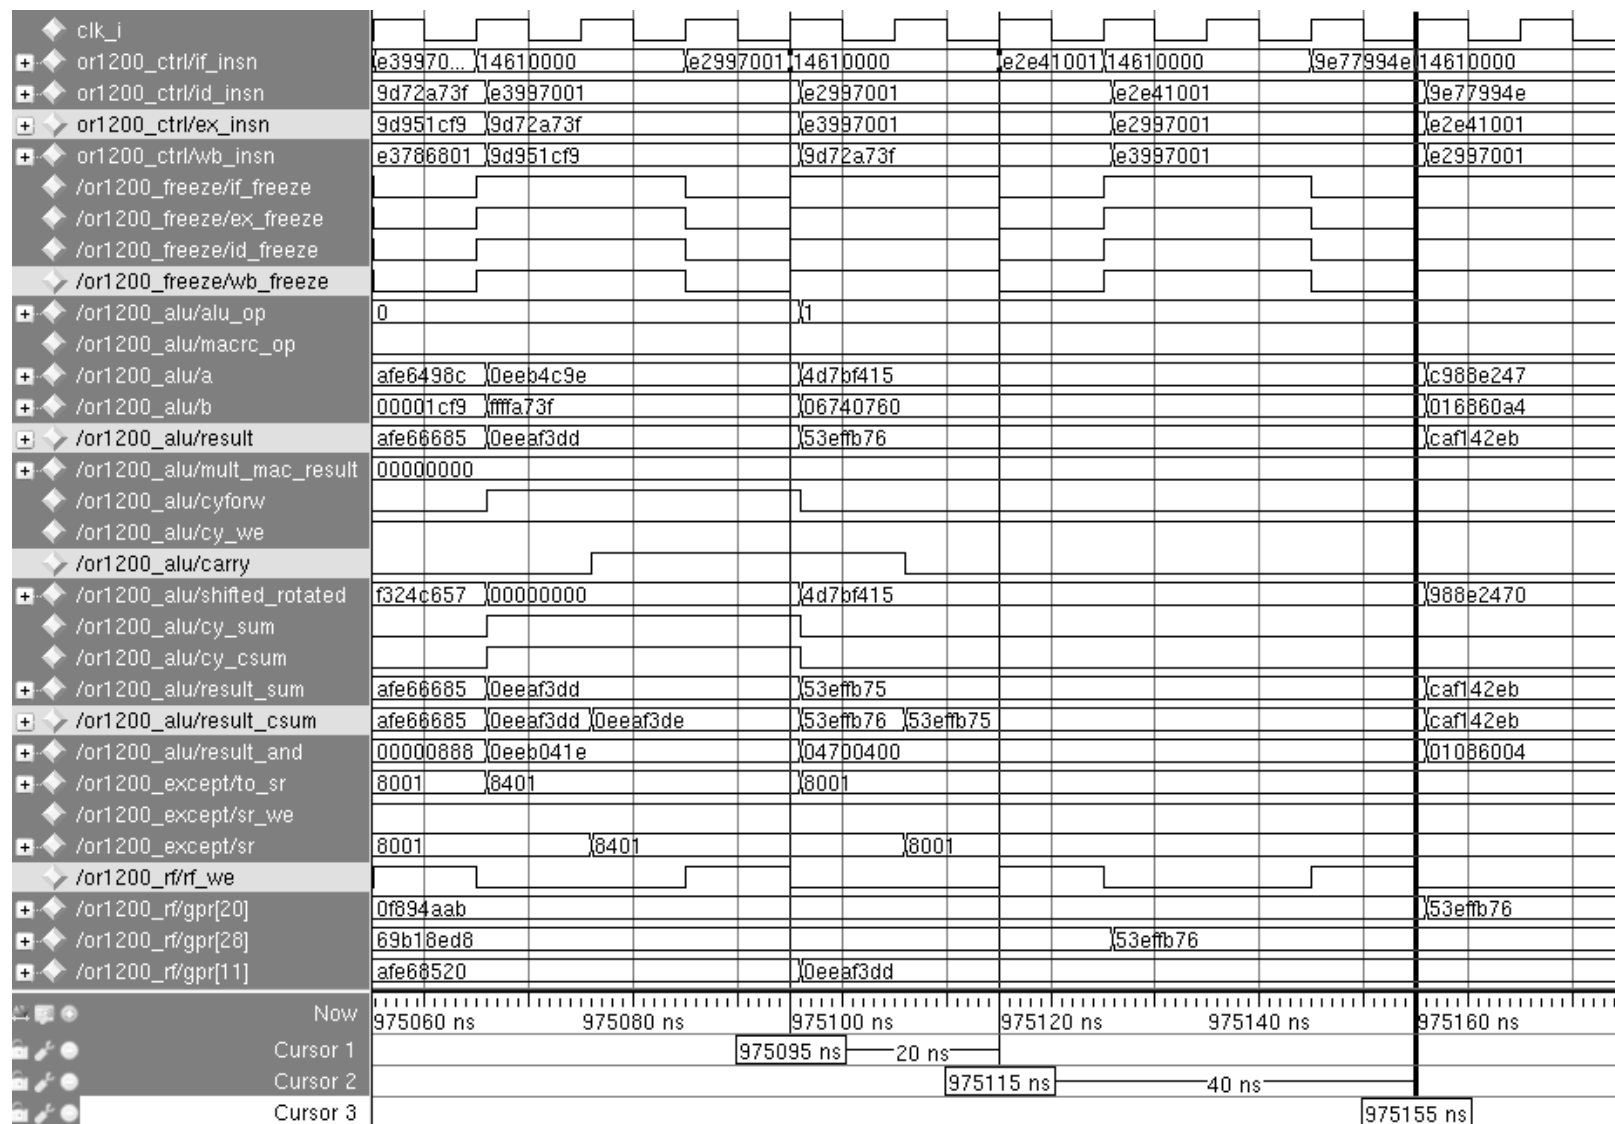 clk_i
or1200_ctrl/if_insn e39970... 14610000 e2997001 14610000 e2e41001 14610000 9e77994e 14610000
or1200_ctrl/id_insn 9d72a73f e3997001 e2997001 e2e41001 9e77994e
or1200_ctrl/ex_insn 9d951cf9 9d72a73f e3997001 e2997001 e2e41001
or1200_ctrl/wb_insn e3786801 9d951cf9 9d72a73f e3997001 e2997001
/or1200_freeze/if_freeze
/or1200_freeze/ex_freeze
/or1200_freeze/id_freeze
/or1200_freeze/wb_freeze
/or1200_alu/alu_op 0 1
/or1200_alu/macrc_op
/or1200_alu/a afe6498c 0eeb4c9e 4d7bf415 c988e247
/or1200_alu/b 00001cf9 ffffa73f 06740760 016860a4
/or1200_alu/result afe66685 0eeaf3dd 53effb76 caf142eb
/or1200_alu/mult_mac_result 00000000
/or1200_alu/cyforw
/or1200_alu/cy_we
/or1200_alu/carry
/or1200_alu/shifted_rotated f324c657 00000000 4d7bf415 988e2470
/or1200_alu/cy_sum
/or1200_alu/cy_csum
/or1200_alu/result_sum afe66685 0eeaf3dd 53effb75 caf142eb
/or1200_alu/result_csum afe66685 0eeaf3dd 0eeaf3de 53effb76 53effb75 caf142eb
/or1200_alu/result_and 00000888 0eeb041e 04700400 01086004
/or1200_except/to_sr 8001 8401 8001
/or1200_except/sr_we
/or1200_except/sr 8001 8401 8001
/or1200_rf/rf_we
/or1200_rf/gpr[20] 0f894aab 53effb76
/or1200_rf/gpr[28] 69b18ed8 53effb76
/or1200_rf/gpr[11] afe68520 0eeaf3dd
Now 975060 ns 975080 ns 975100 ns 975120 ns 975140 ns 975160 ns
Cursor 1 975095 ns 20 ns
Cursor 2 975115 ns 40 ns
Cursor 3 975155 ns